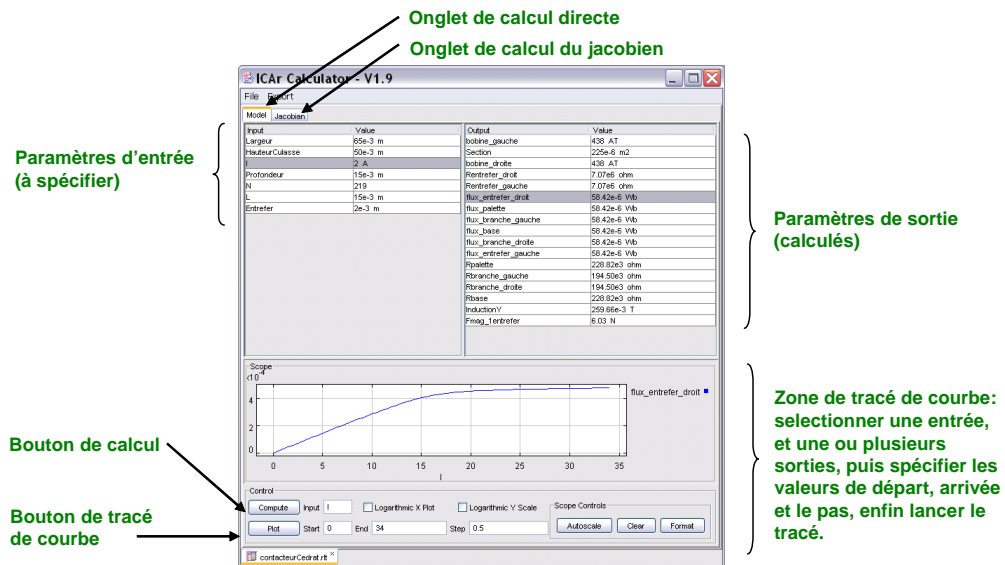 Onglet de calcul directe
Onglet de calcul du jacobien
ICAr Calculator - V1.9
File Export
Model Jacobian
Input Value
Largeur 65e-3 m
HauteurCulasse 50e-3 m
I 2 A
Profondeur 15e-3 m
N 219
L 15e-3 m
Entrefer 2e-3 m
Output Value
bobine_gauche 438 AT
Section 225e-6 m2
bobine_droite 438 AT
Rentrefer_droit 7.07e6 ohm
Rentrefer_gauche 7.07e6 ohm
flux_entrefer_droit 58.42e-6 Wb
flux_palette 58.42e-6 Wb
flux_branche_gauche 58.42e-6 Wb
flux_base 58.42e-6 Wb
flux_branche_droite 58.42e-6 Wb
flux_entrefer_gauche 58.42e-6 Wb
Rpalette 228.82e3 ohm
Rbranche_gauche 194.50e3 ohm
Rbranche_droite 194.50e3 ohm
Rbase 228.82e3 ohm
InductionY 259.66e-3 T
Fmag_1entrefer 6.03 N
Paramètres d'entrée
(à spécifier)
Paramètres de sortie
(calculés)
Scope
x10^-4
4
2
0
0 5 10 15 20 25 30 35
I
flux_entrefer_droit
Zone de tracé de courbe:
selectionner une entrée,
et une ou plusieurs
sorties, puis spécifier les
valeurs de départ, arrivée
et le pas, enfin lancer le
tracé.
Bouton de calcul
Bouton de tracé
de courbe
Control
Compute Input I Logarithmic X Plot Logarithmic Y Scale
Plot Start 0 End 34 Step 0.5
Scope Controls
Autoscale Clear Format
contacteurCedrat.rlt ×